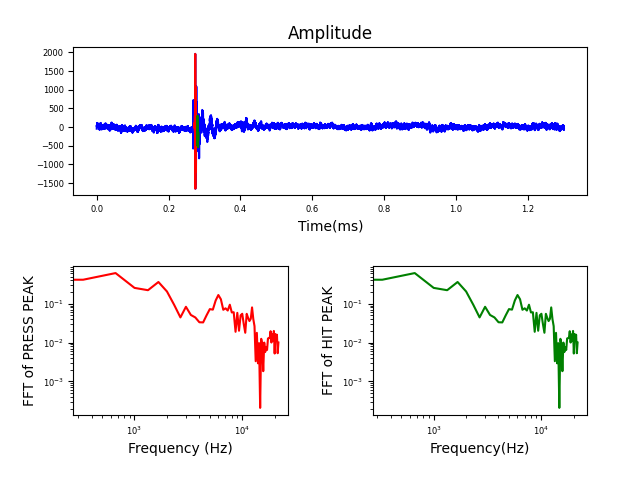 Amplitude
2000
1500
1000
500
0
−500
−1000
−1500
0.0 0.2 0.4 0.6 0.8 1.0 1.2
Time(ms)
FFT of PRESS PEAK
10⁻¹
10⁻²
10⁻³
10³ 10⁴
Frequency (Hz)
FFT of HIT PEAK
10⁻¹
10⁻²
10⁻³
10³ 10⁴
Frequency(Hz)